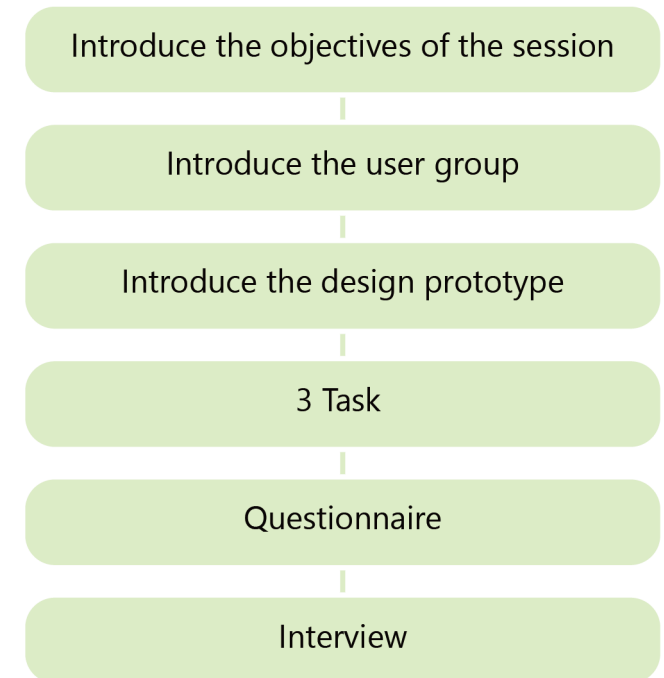 Introduce the objectives of the session
Introduce the user group
Introduce the design prototype
3 Task
Questionnaire
Interview